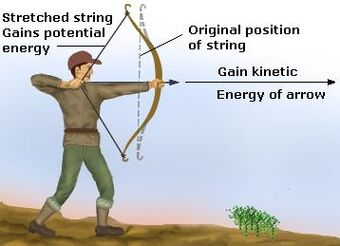 Stretched string
Gains potential
energy
Original position
of string
Gain kinetic
Energy of arrow